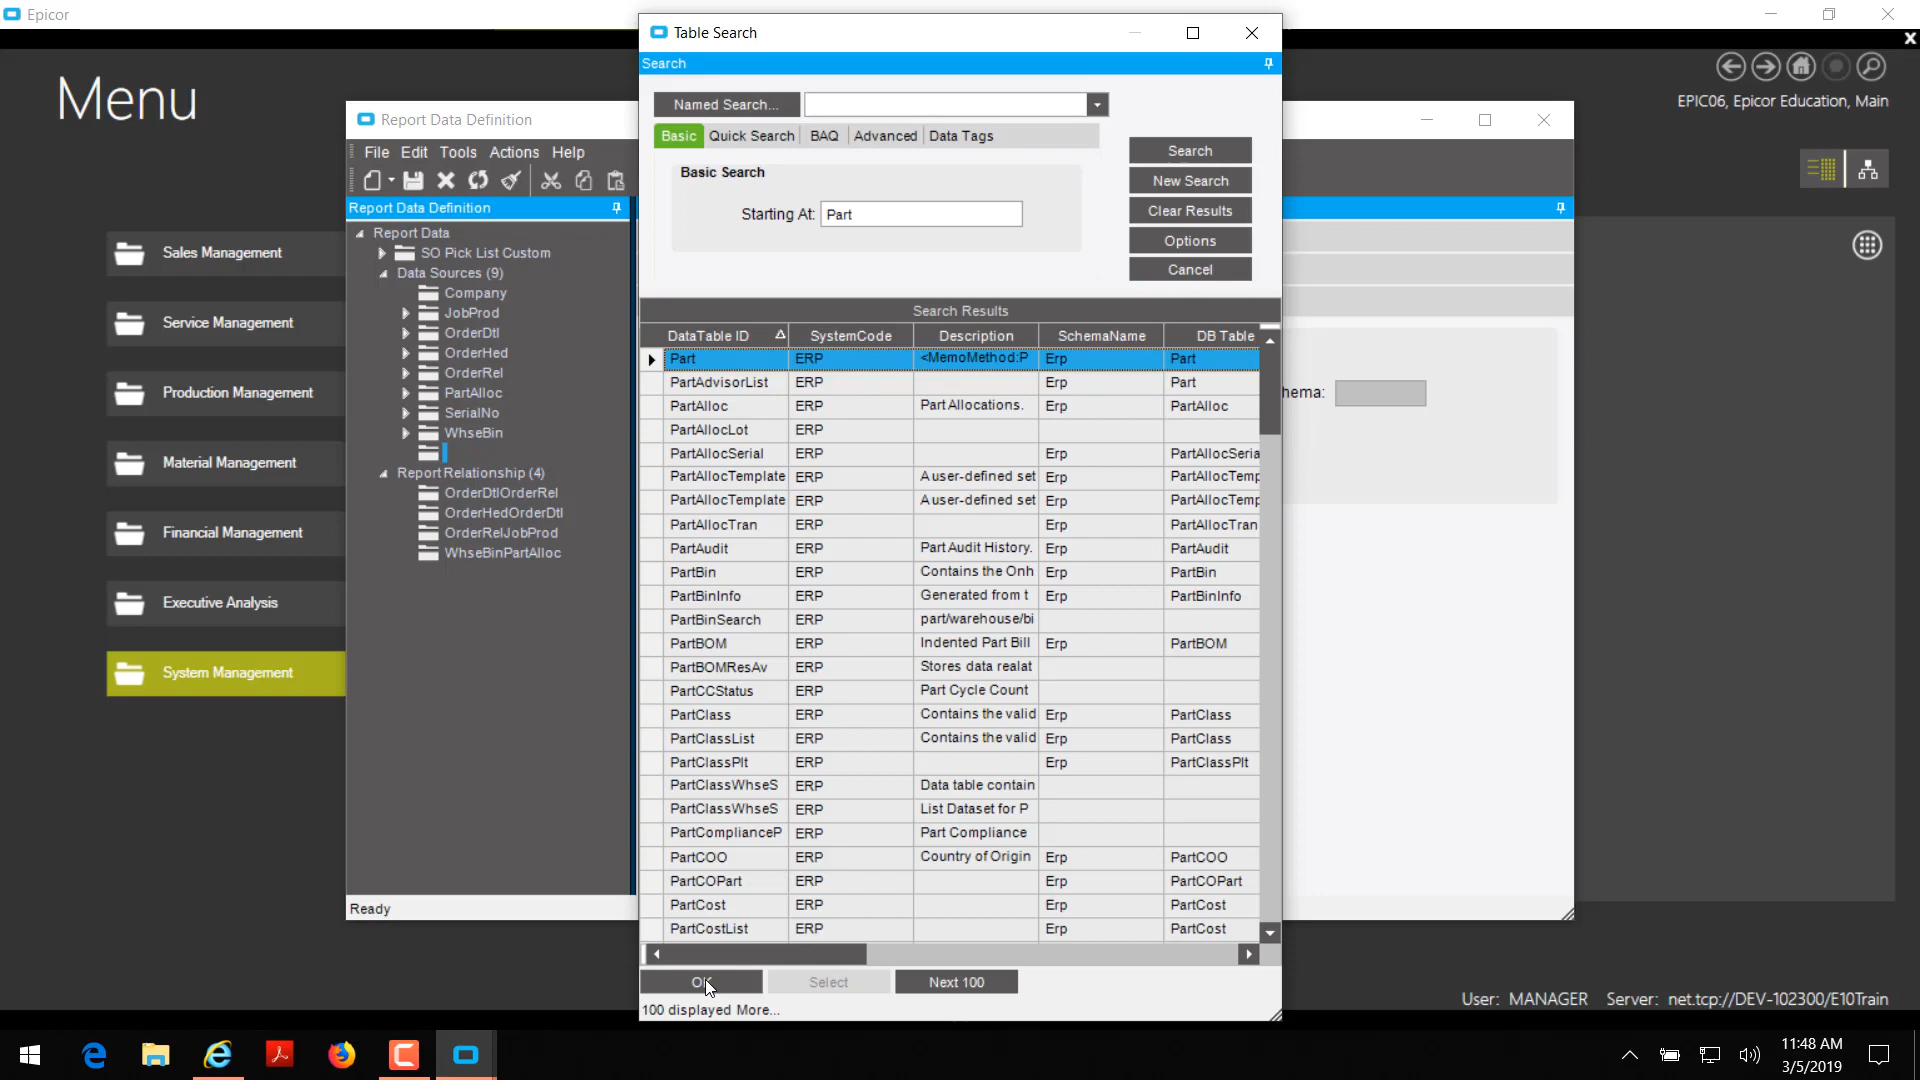 Epicor
Menu
EPIC06, Epicor Education, Main
Sales Management
Service Management
Production Management
Material Management
Financial Management
Executive Analysis
System Management
Report Data Definition
File Edit Tools Actions Help
Report Data Definition
Report Data
SO Pick List Custom
Data Sources (9)
Company
JobProd
OrderDtl
OrderHed
OrderRel
PartAlloc
SerialNo
WhseBin
Report Relationship (4)
OrderDtlOrderRel
OrderHedOrderDtl
OrderRelJobProd
WhseBinPartAlloc
Ready
hema:
Table Search
Search
Named Search...
Basic Quick Search BAQ Advanced Data Tags
Basic Search
Starting At: Part
Search
New Search
Clear Results
Options
Cancel
Search Results
DataTable ID SystemCode Description SchemaName DB Table
Part ERP <MemoMethod:P Erp Part
PartAdvisorList ERP Erp Part
PartAlloc ERP Part Allocations. Erp PartAlloc
PartAllocLot ERP
PartAllocSerial ERP Erp PartAllocSeria
PartAllocTemplate ERP A user-defined set Erp PartAllocTemp
PartAllocTemplate ERP A user-defined set Erp PartAllocTemp
PartAllocTran ERP Erp PartAllocTran
PartAudit ERP Part Audit History. Erp PartAudit
PartBin ERP Contains the Onh Erp PartBin
PartBinInfo ERP Generated from t Erp PartBinInfo
PartBinSearch ERP part/warehouse/bi
PartBOM ERP Indented Part Bill Erp PartBOM
PartBOMResAv ERP Stores data realat
PartCCStatus ERP Part Cycle Count
PartClass ERP Contains the valid Erp PartClass
PartClassList ERP Contains the valid Erp PartClass
PartClassPlt ERP Erp PartClassPlt
PartClassWhseS ERP Data table contain
PartClassWhseS ERP List Dataset for P
PartComplianceP ERP Part Compliance
PartCOO ERP Country of Origin Erp PartCOO
PartCOPart ERP Erp PartCOPart
PartCost ERP Erp PartCost
PartCostList ERP Erp PartCost
OK Select Next 100
100 displayed More...
User: MANAGER Server: net.tcp://DEV-102300/E10Train
11:48 AM
3/5/2019